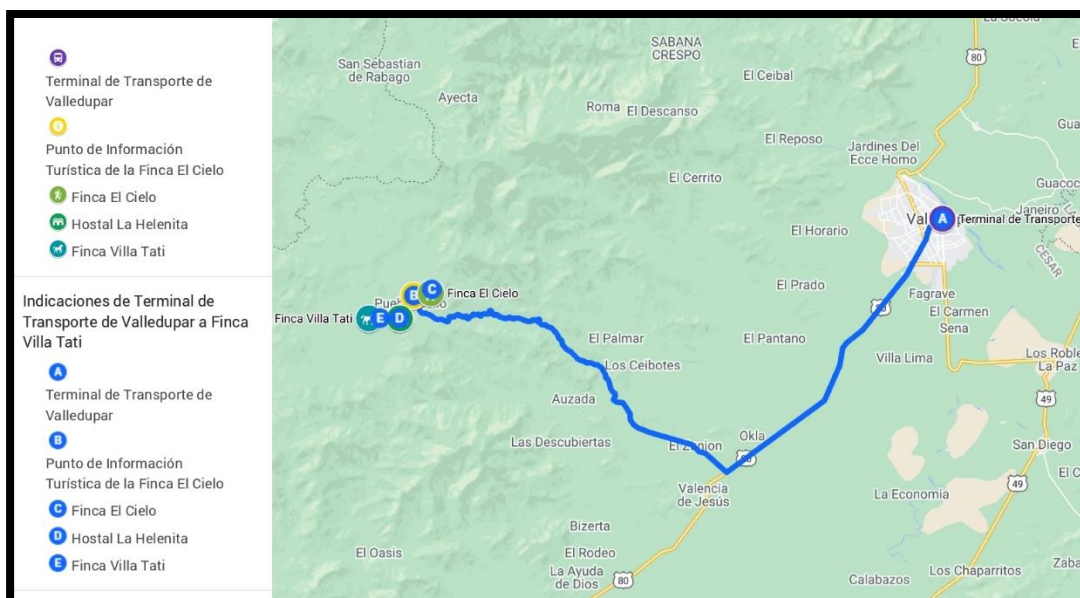 Terminal de Transporte de
Valledupar
Punto de Información
Turística de la Finca El Cielo
Finca El Cielo
Hostal La Helenita
Finca Villa Tati
Indicaciones de Terminal de
Transporte de Valledupar a Finca
Villa Tati
A
Terminal de Transporte de
Valledupar
B
Punto de Información
Turística de la Finca El Cielo
C Finca El Cielo
D Hostal La Helenita
E Finca Villa Tati
80
SABANA
CRESPO
San Sebastian
de Rabago
El Ceibal
Ayecta
Roma
El Descanso
El Reposo
Jardines Del
Ecce Homo
El Cerrito
Guacoc
Janeiro
A
Terminal de Transporte
El Horario
CESAR
B
C
Finca El Cielo
El Prado
Fagrave
80
El Carmen
Sena
Finca Villa Tati
E
D
El Palmar
El Pantano
Villa Lima
Los Roble
La Paz
Los Ceibotes
49
Auzada
Las Descubiertas
Okla
San Diego
80
49
Valencia
de Jesús
La Economia
Bizerta
El Oasis
El Rodeo
La Ayuda
de Dios
80
Calabazos
Los Chaparritos